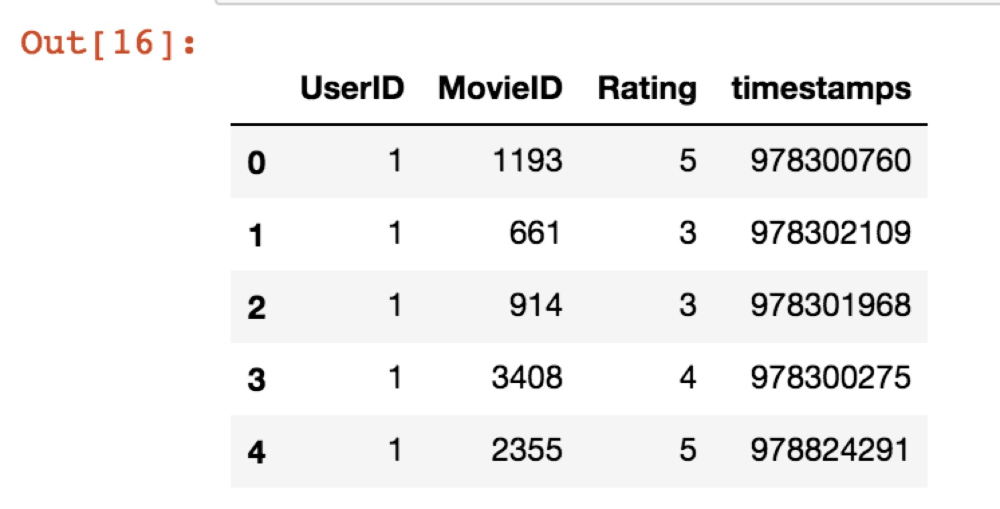 Out[16]:
UserID MovieID Rating timestamps
0 1 1193 5 978300760
1 1 661 3 978302109
2 1 914 3 978301968
3 1 3408 4 978300275
4 1 2355 5 978824291